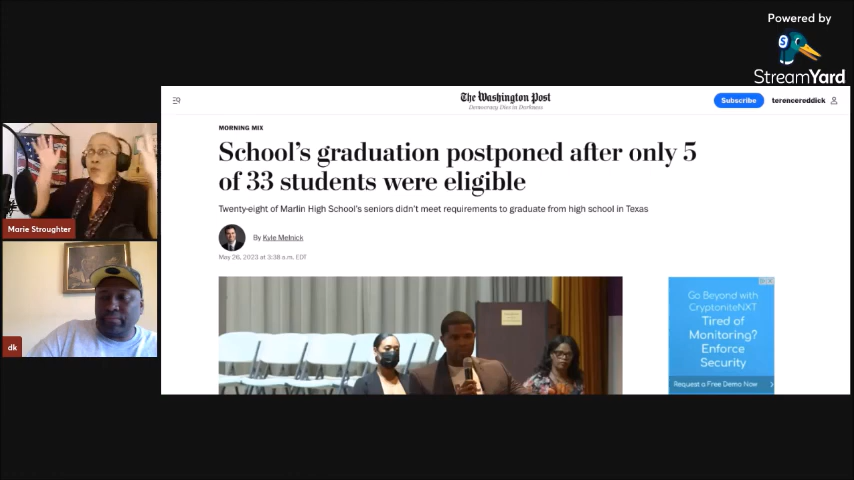 Powered by
StreamYard
The Washington Post
Democracy Dies in Darkness
Subscribe
terencereddick
MORNING MIX
School's graduation postponed after only 5
of 33 students were eligible
Twenty-eight of Marlin High School's seniors didn't meet requirements to graduate from high school in Texas
By Kyle Melnick
May 26, 2023 at 3:38 a.m. EDT
Marie Stroughter
dk
Go Beyond with
CryptoniteNXT
Tired of
Monitoring?
Enforce
Security
Request a Free Demo Now